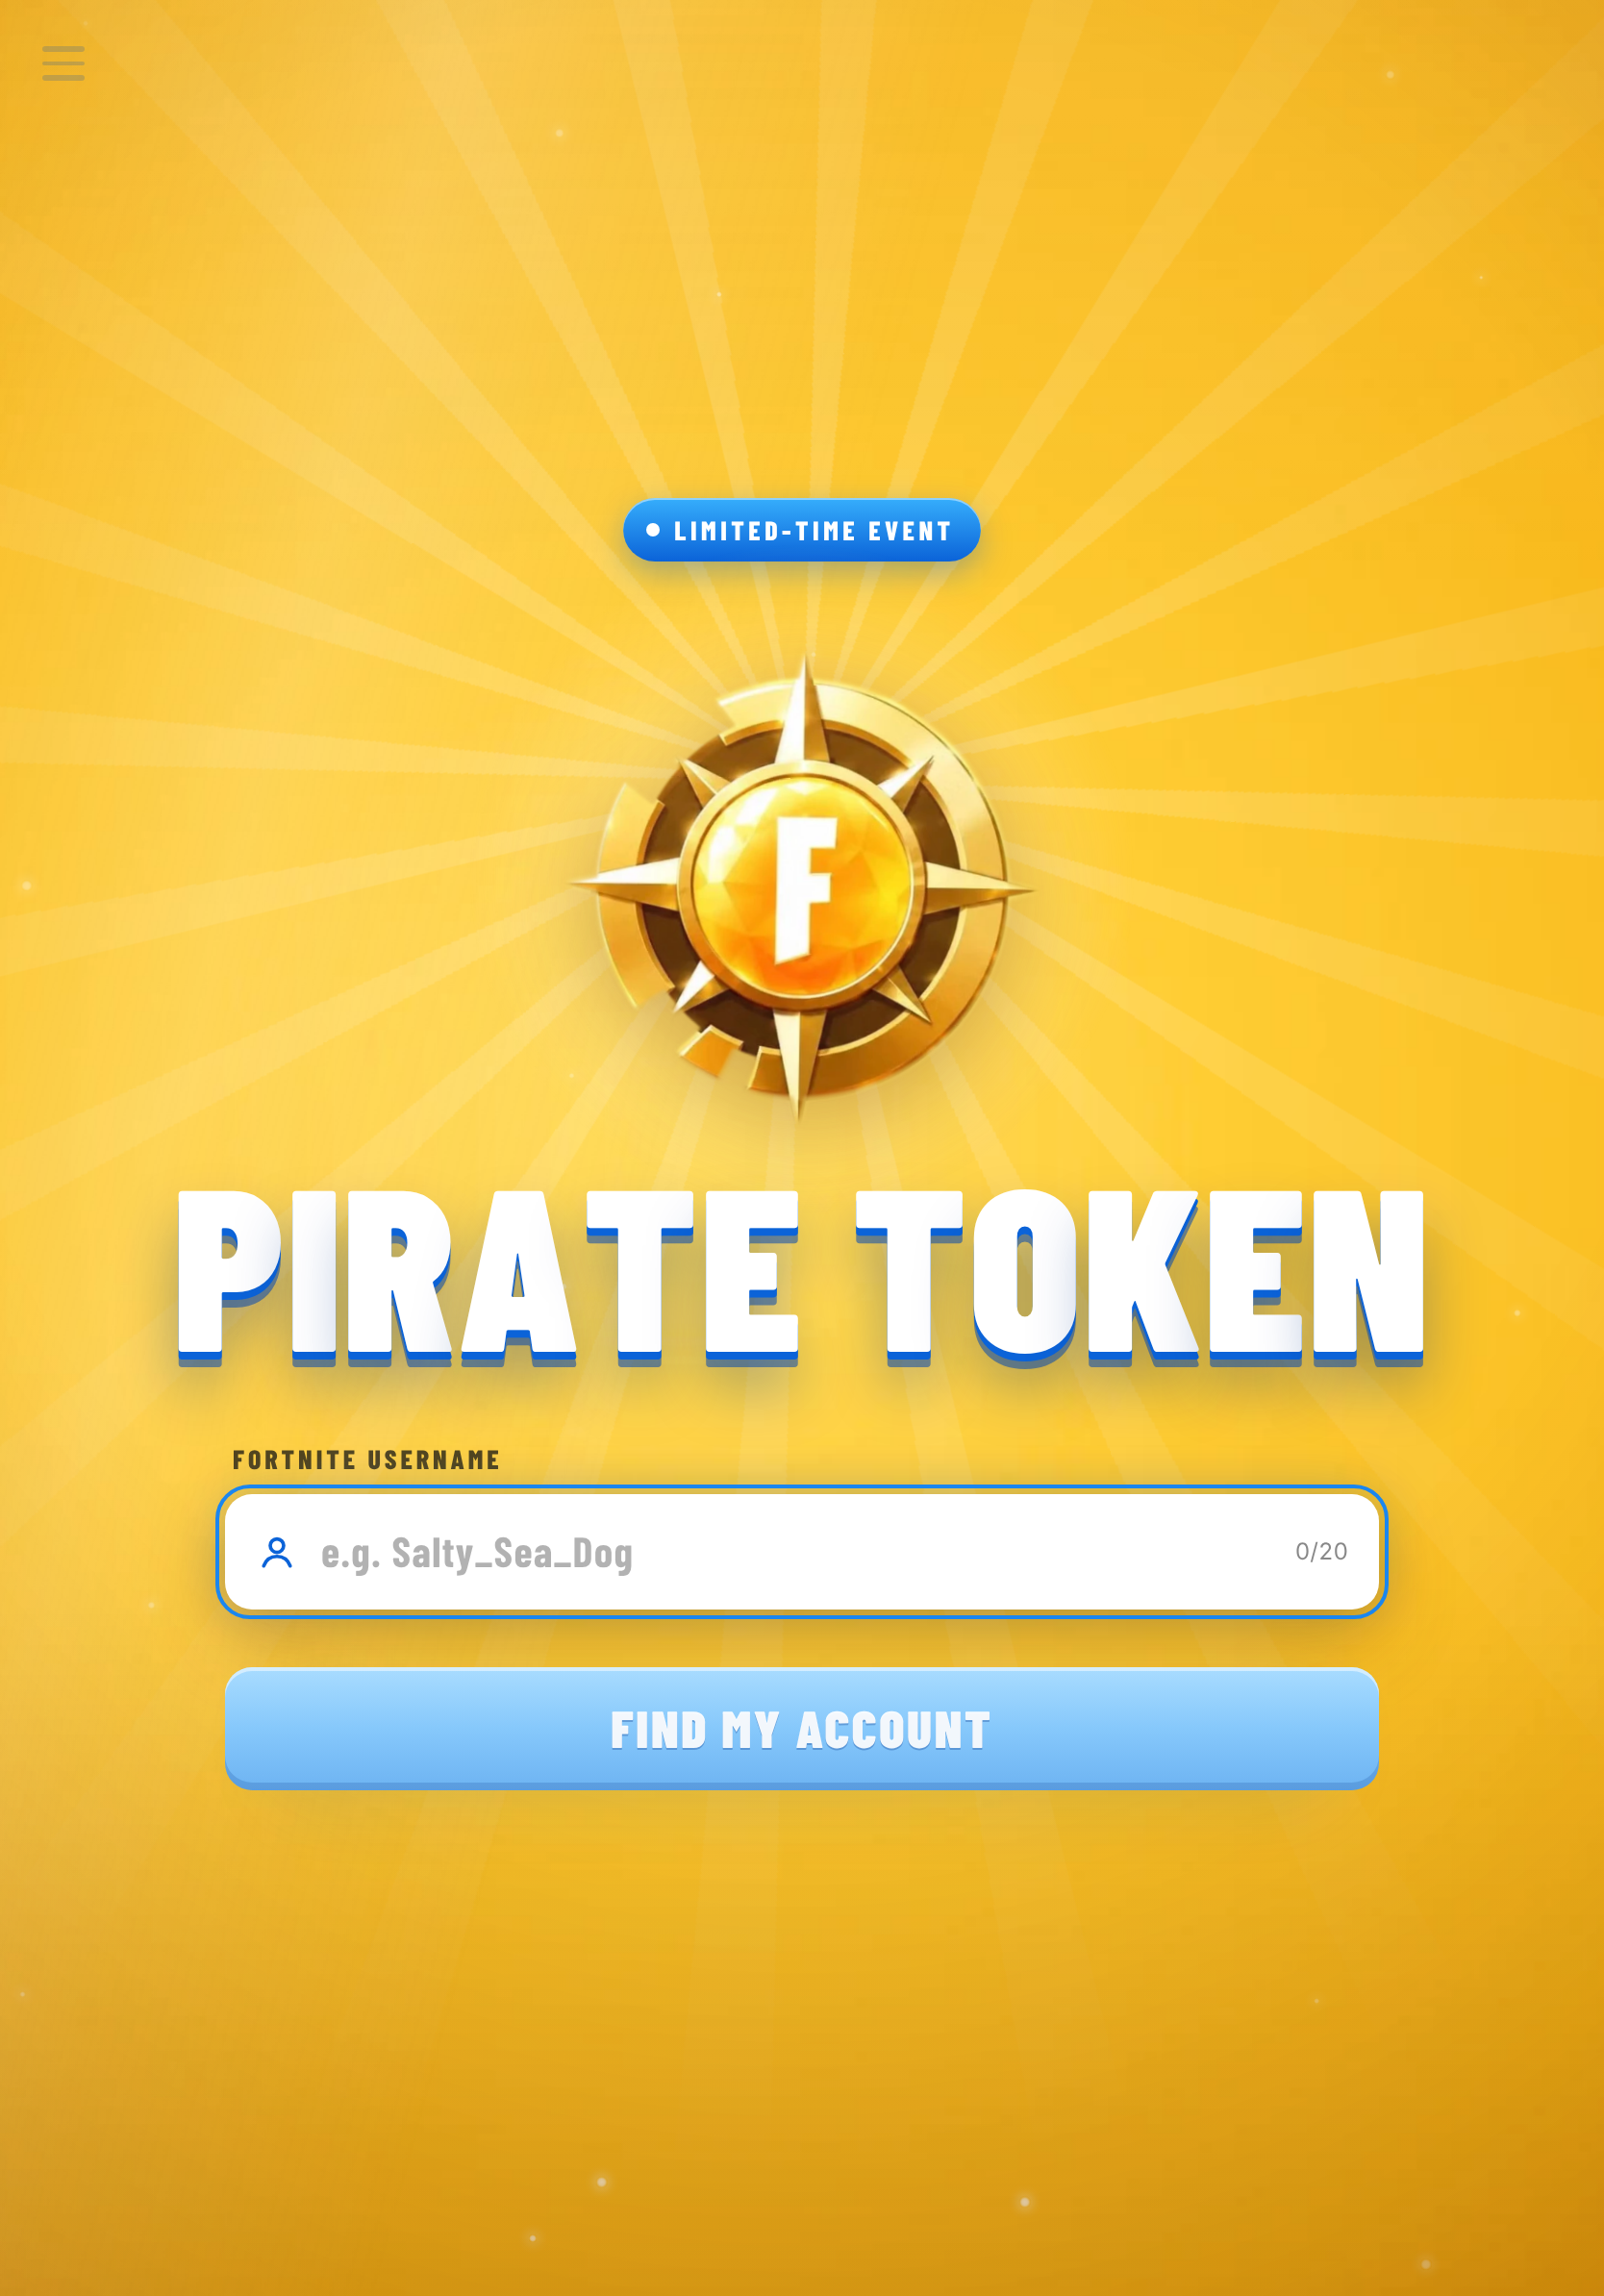 LIMITED-TIME EVENT
F
PIRATE TOKEN
FORTNITE USERNAME
e.g. Salty_Sea_Dog
0/20
FIND MY ACCOUNT